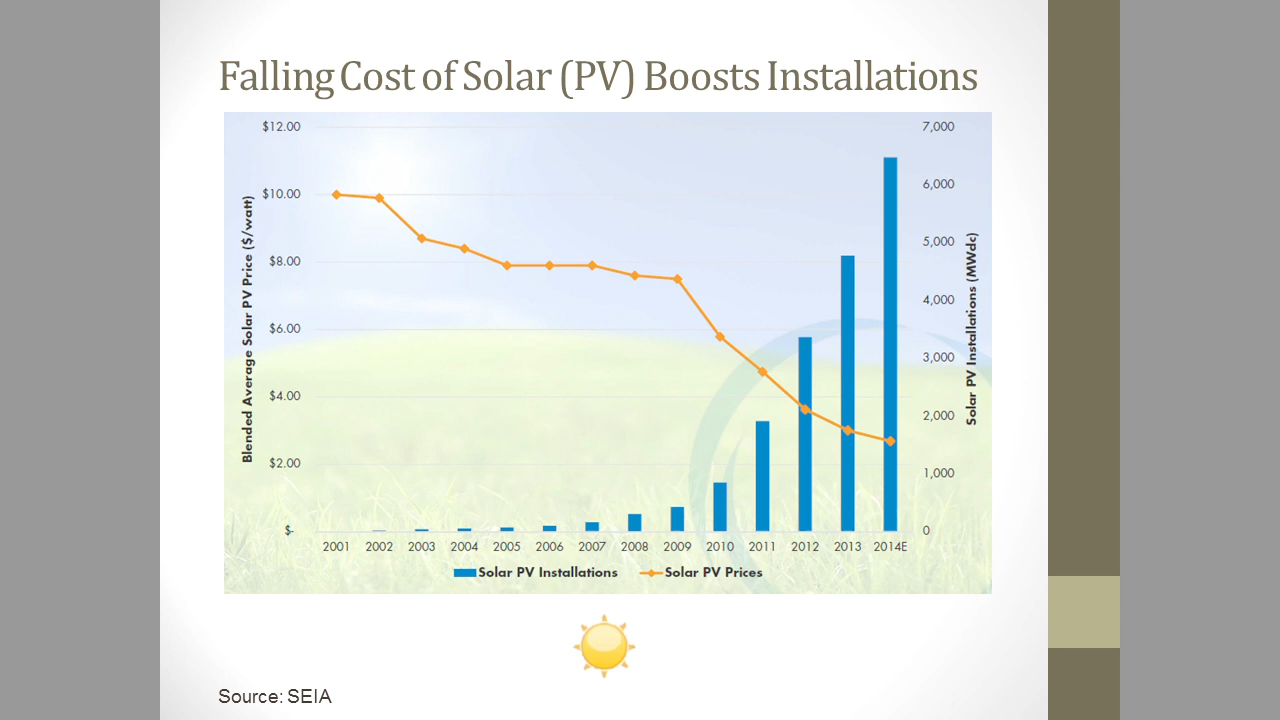 Falling Cost of Solar (PV) Boosts Installations
Blended Average Solar PV Price ($/watt)
$12.00
$10.00
$8.00
$6.00
$4.00
$2.00
$-
7,000
6,000
5,000
4,000
3,000
2,000
1,000
0
Solar PV Installations (MWdc)
2001 2002 2003 2004 2005 2006 2007 2008 2009 2010 2011 2012 2013 2014E
Solar PV Installations Solar PV Prices
Source: SEIA